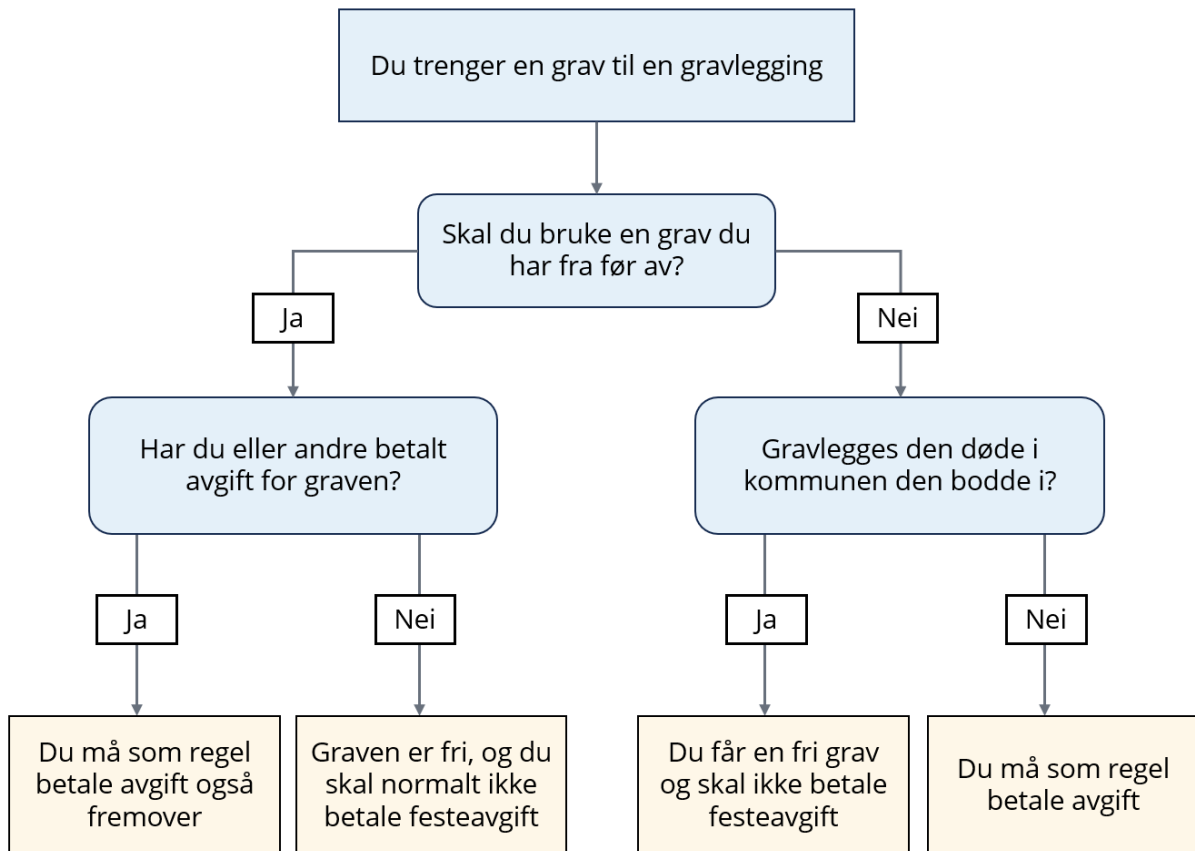 Du trenger en grav til en gravlegging
Skal du bruke en grav du
har fra før av?
Ja
Nei
Har du eller andre betalt
avgift for graven?
Gravlegges den døde i
kommunen den bodde i?
Ja
Nei
Ja
Nei
Du må som regel
betale avgift også
fremover
Graven er fri, og du
skal normalt ikke
betale festeavgift
Du får en fri grav
og skal ikke betale
festeavgift
Du må som regel
betale avgift